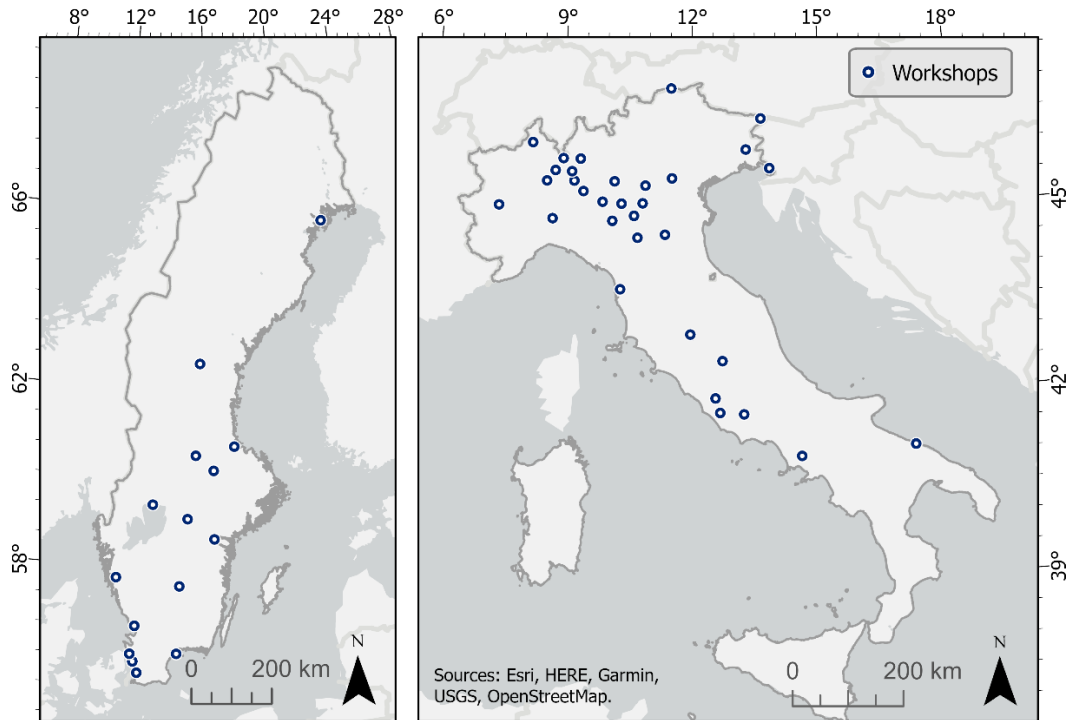 8° 12° 16° 20° 24° 28°
6° 9° 12° 15° 18°
Workshops
66°
62°
58°
45°
42°
39°
N
0 200 km
Sources: Esri, HERE, Garmin,
USGS, OpenStreetMap.
0 200 km
N